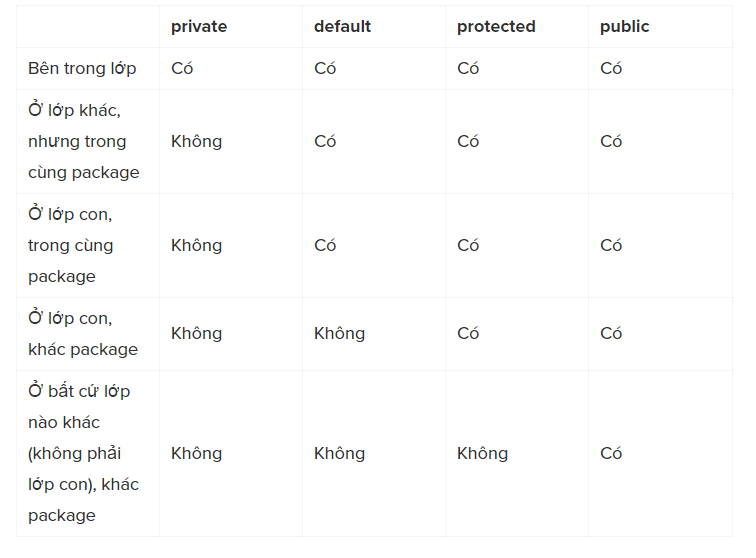 private default protected public
Bên trong lớp Có Có Có Có
Ở lớp khác,
nhưng trong Không Có Có Có
cùng package
Ở lớp con,
trong cùng Không Có Có Có
package
Ở lớp con,
khác package Không Không Có Có
Ở bất cứ lớp
nào khác
(không phải Không Không Không Có
lớp con), khác
package